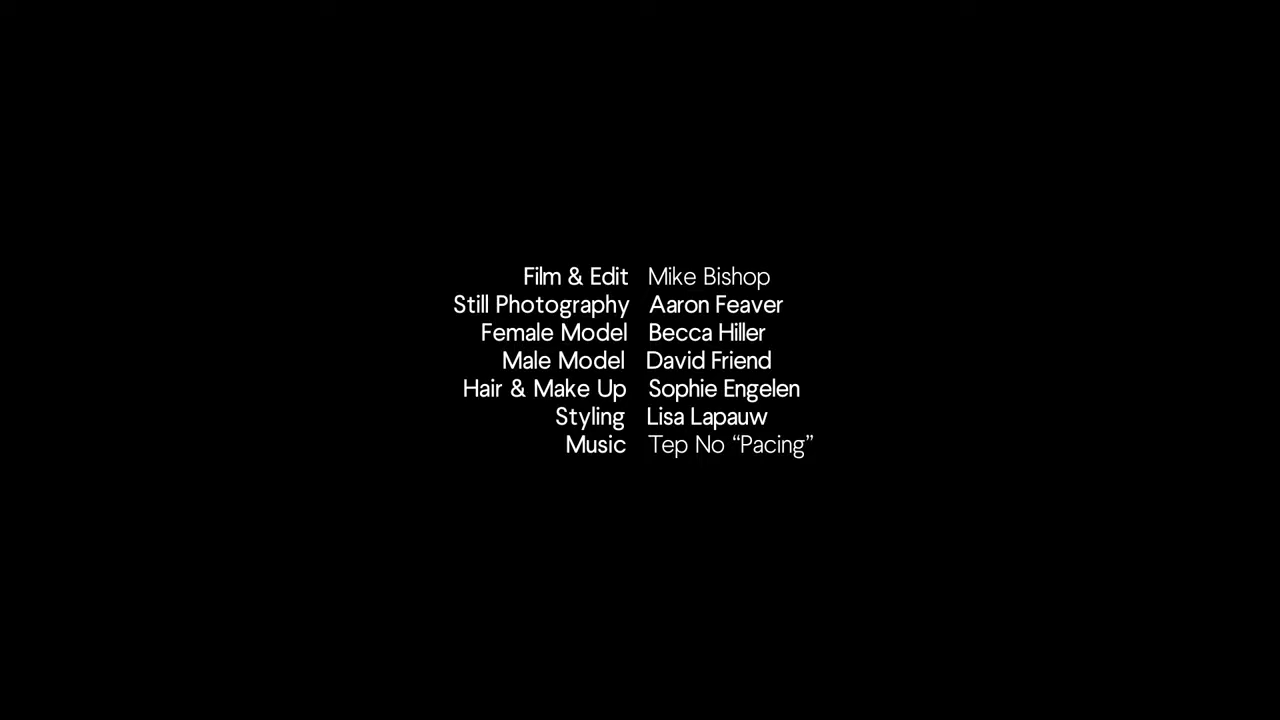 Film & Edit Mike Bishop
Still Photography Aaron Feaver
Female Model Becca Hiller
Male Model David Friend
Hair & Make Up Sophie Engelen
Styling Lisa Lapauw
Music Tep No “Pacing”